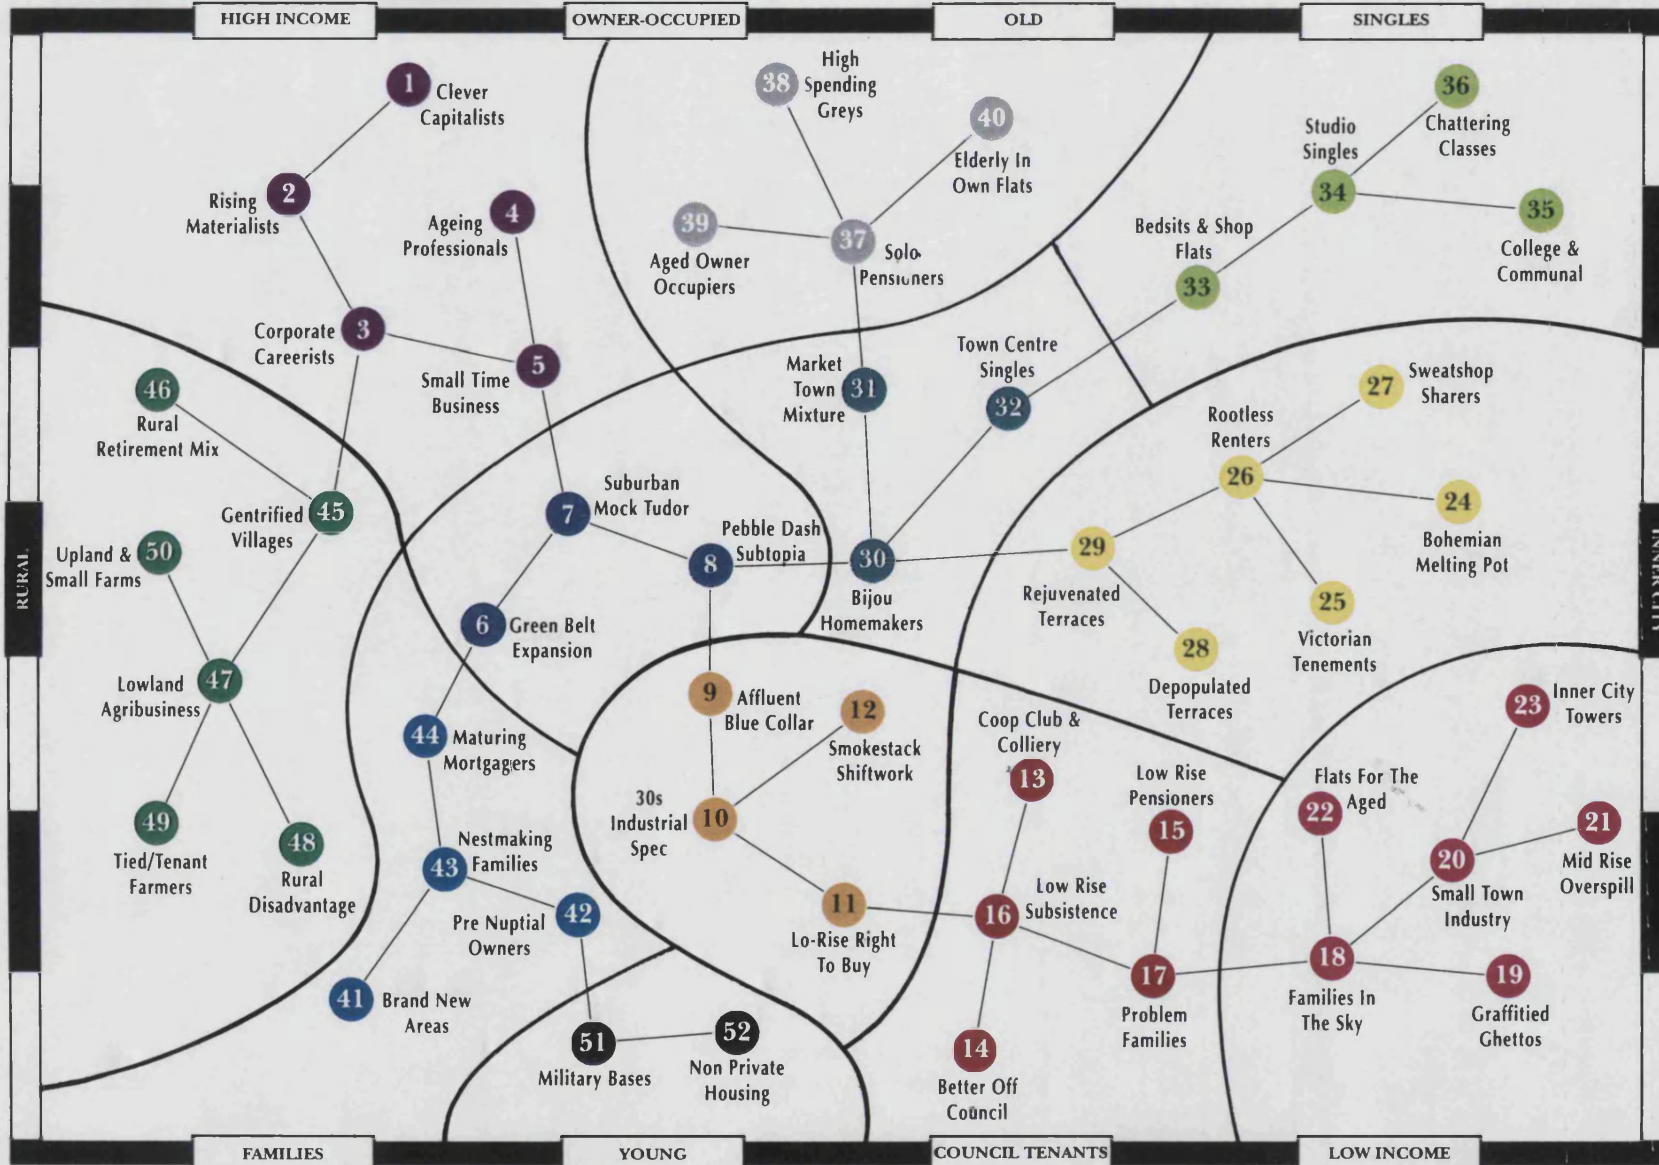 HIGH INCOME
OWNER-OCCUPIED
OLD
SINGLES
RURAL
INNER CITY
1
Clever
Capitalists
2
Rising
Materialists
4
Ageing
Professionals
3
Corporate
Careerists
5
Small Time
Business
38
High
Spending
Greys
40
Elderly In
Own Flats
39
Aged Owner
Occupiers
37
Solo
Pensioners
36
Chattering
Classes
Studio
Singles
34
35
College &
Communal
Bedsits & Shop
Flats
33
46
Rural
Retirement Mix
45
Gentrified
Villages
Upland &
Small Farms
50
47
Lowland
Agribusiness
49
Tied/Tenant
Farmers
48
Rural
Disadvantage
7
Suburban
Mock Tudor
Pebble Dash
Subtopia
8
6
Green Belt
Expansion
Market
Town
Mixture
31
Town Centre
Singles
32
30
Bijou
Homemakers
27
Sweatshop
Sharers
Rootless
Renters
26
24
Bohemian
Melting Pot
29
Rejuvenated
Terraces
25
Victorian
Tenements
28
Depopulated
Terraces
44
Maturing
Mortgagers
43
Nestmaking
Families
42
Pre Nuptial
Owners
41
Brand New
Areas
51
Military Bases
52
Non Private
Housing
9
Affluent
Blue Collar
12
Smokestack
Shiftwork
30s
Industrial
Spec
10
11
Lo-Rise Right
To Buy
Coop Club &
Colliery
13
Low Rise
Pensioners
15
16
Low Rise
Subsistence
17
Problem
Families
14
Better Off
Council
23
Inner City
Towers
Flats For The
Aged
22
21
Mid Rise
Overspill
20
Small Town
Industry
18
Families In
The Sky
19
Graffitied
Ghettos
FAMILIES
YOUNG
COUNCIL TENANTS
LOW INCOME